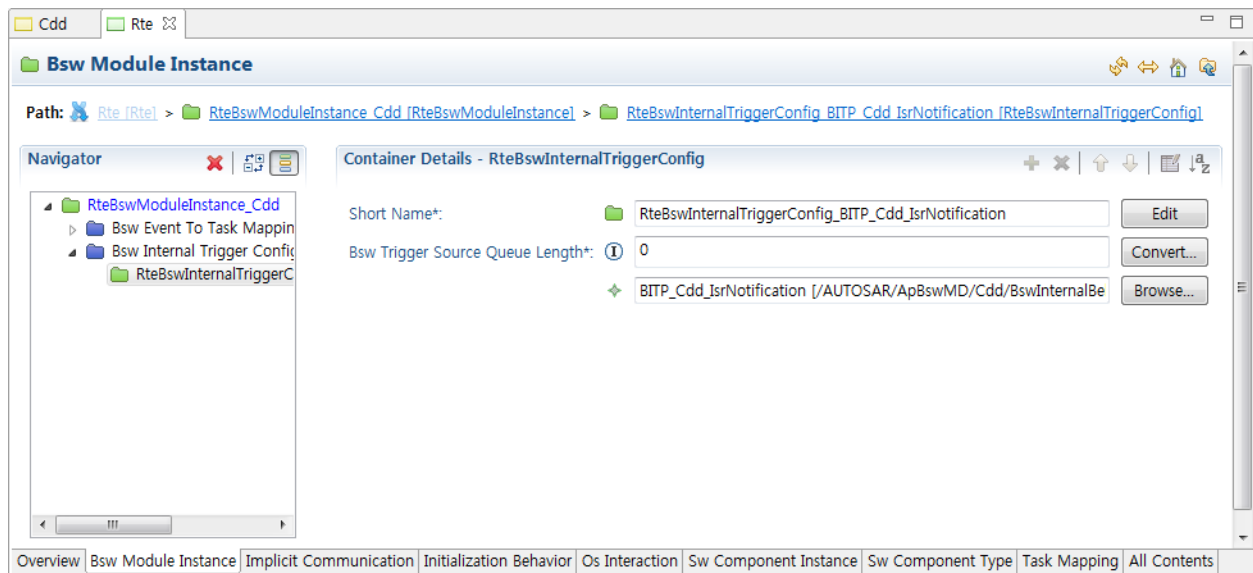 Cdd Rte
Bsw Module Instance
Path: Rte [Rte] > RteBswModuleInstance_Cdd [RteBswModuleInstance] > RteBswInternalTriggerConfig_BITP_Cdd_IsrNotification [RteBswInternalTriggerConfig]
Navigator
Container Details - RteBswInternalTriggerConfig
RteBswModuleInstance_Cdd
Bsw Event To Task Mappin
Bsw Internal Trigger Config
RteBswInternalTriggerC
Short Name*: RteBswInternalTriggerConfig_BITP_Cdd_IsrNotification Edit
Bsw Trigger Source Queue Length*: I 0 Convert...
BITP_Cdd_IsrNotification [/AUTOSAR/ApBswMD/Cdd/BswInternalBe Browse...
Overview Bsw Module Instance Implicit Communication Initialization Behavior Os Interaction Sw Component Instance Sw Component Type Task Mapping All Contents